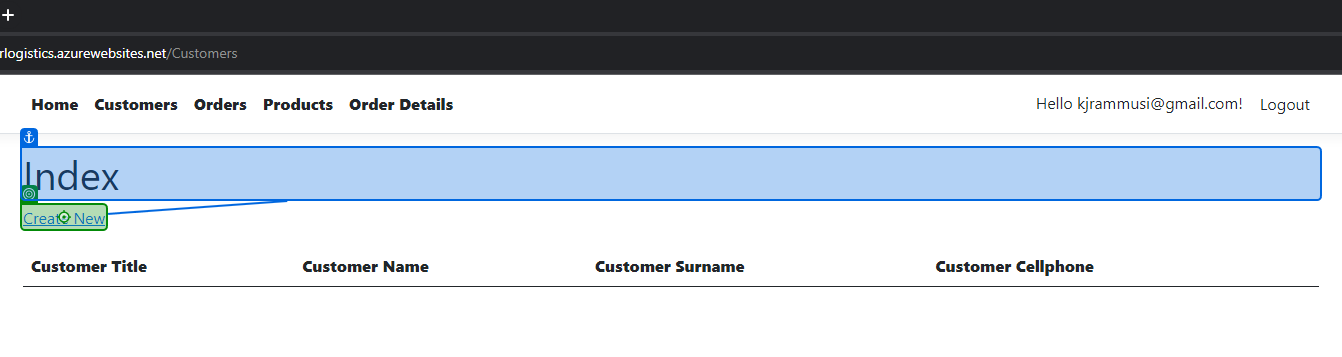 rlogistics.azurewebsites.net/Customers
Home Customers Orders Products Order Details Hello kjrammusi@gmail.com! Logout
Index
Create New
Customer Title Customer Name Customer Surname Customer Cellphone